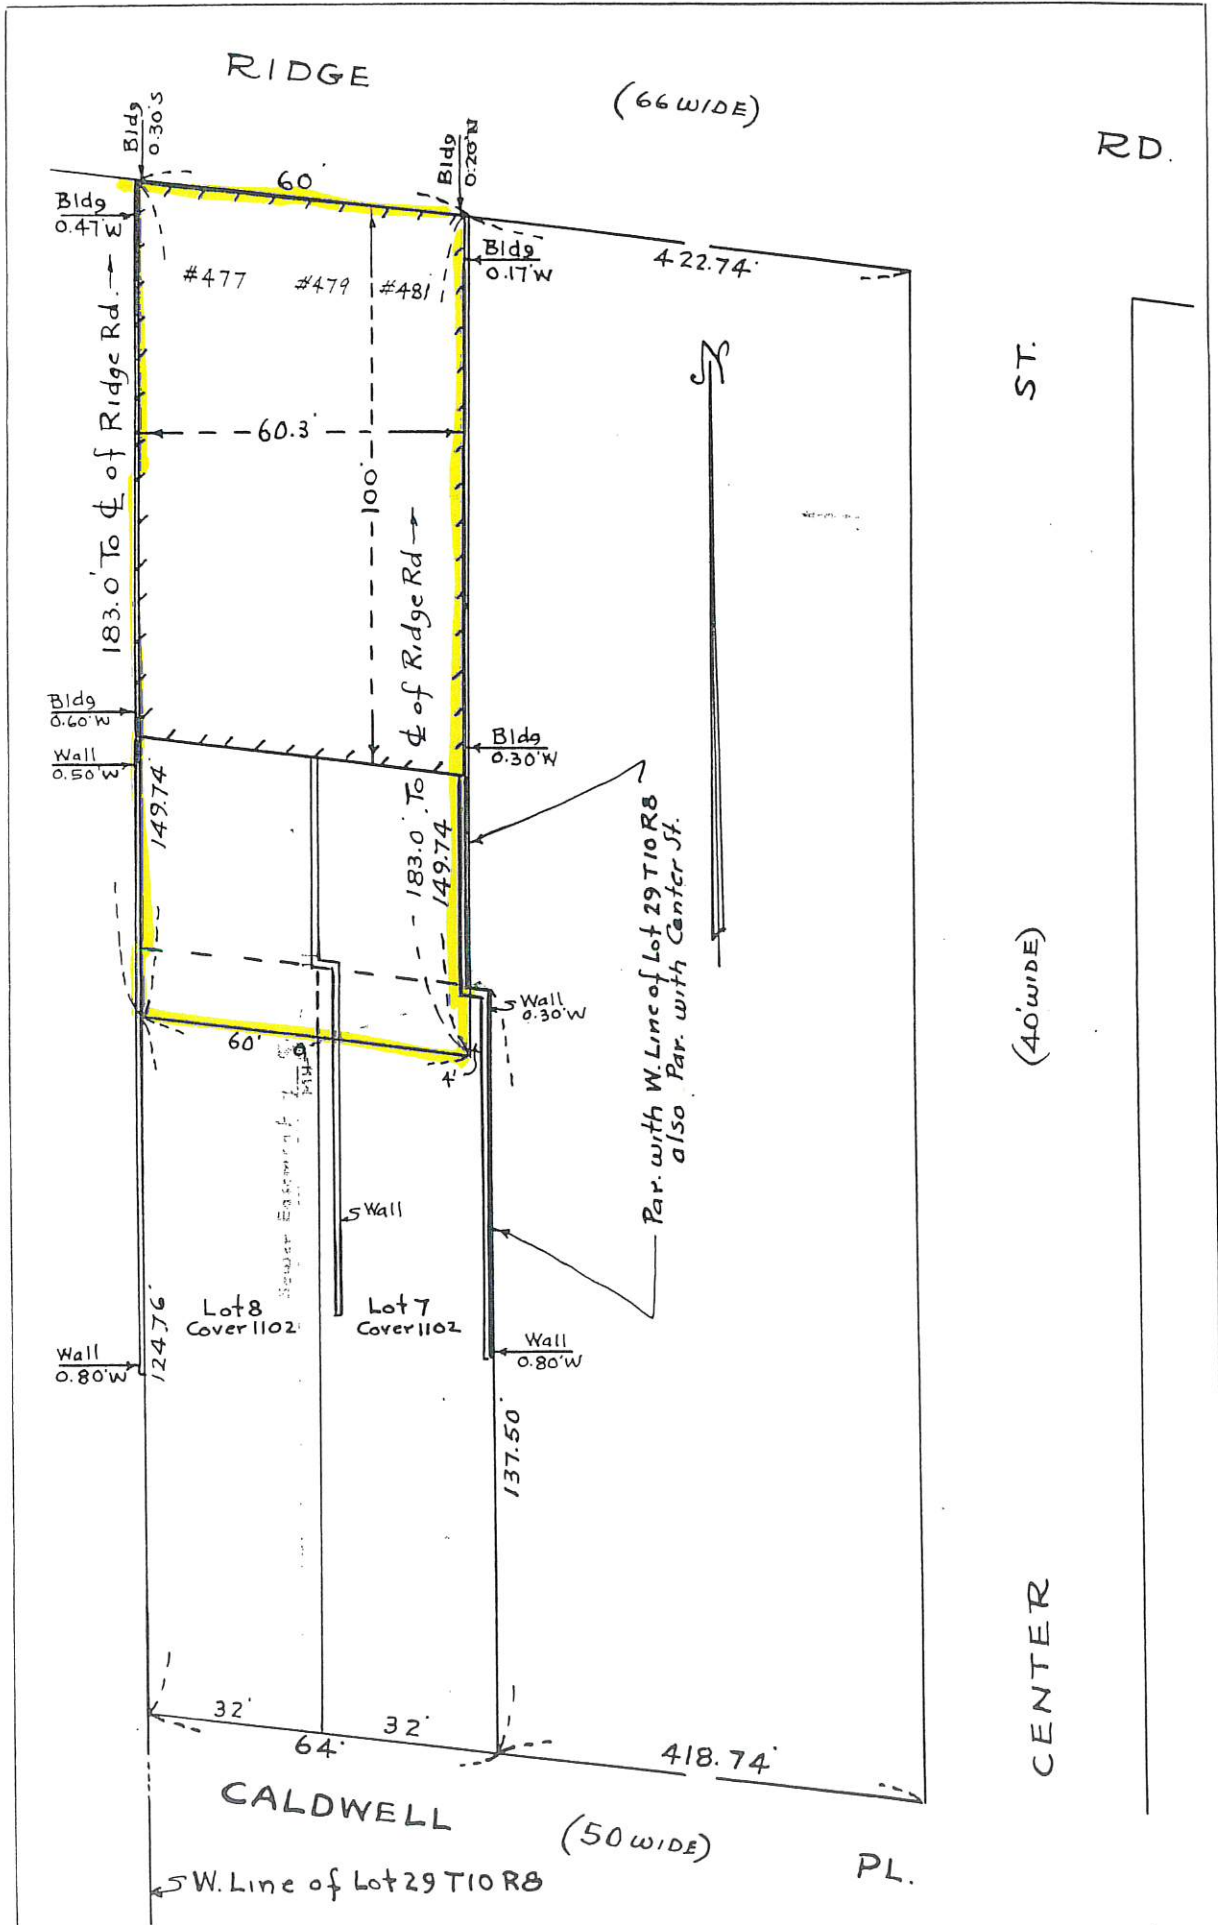 RIDGE
(66 WIDE)
RD.
Bldg
0.30'S
Bldg
0.20'N
60'
Bldg
0.47'W
Bldg
0.17'W
422.74'
#477
#479
#481
ST.
N
183.0' To ℄ of Ridge Rd. →
60.3'
100'
183.0' To ℄ of Ridge Rd →
Bldg
0.60'W
Bldg
0.30'W
Wall
0.50'W
149.74'
149.74
Par. with W. Line of Lot 29 T10 R8
also Par. with Center St.
Wall
0.30'W
(40' WIDE)
60'
4'
MH
Sewer Easement
Wall
Lot 8
Cover 1102
Lot 7
Cover 1102
124.76'
Wall
0.80'W
Wall
0.80'W
137.50'
CENTER
32'
32'
64'
418.74'
CALDWELL
(50 WIDE)
PL.
W. Line of Lot 29 T10 R8